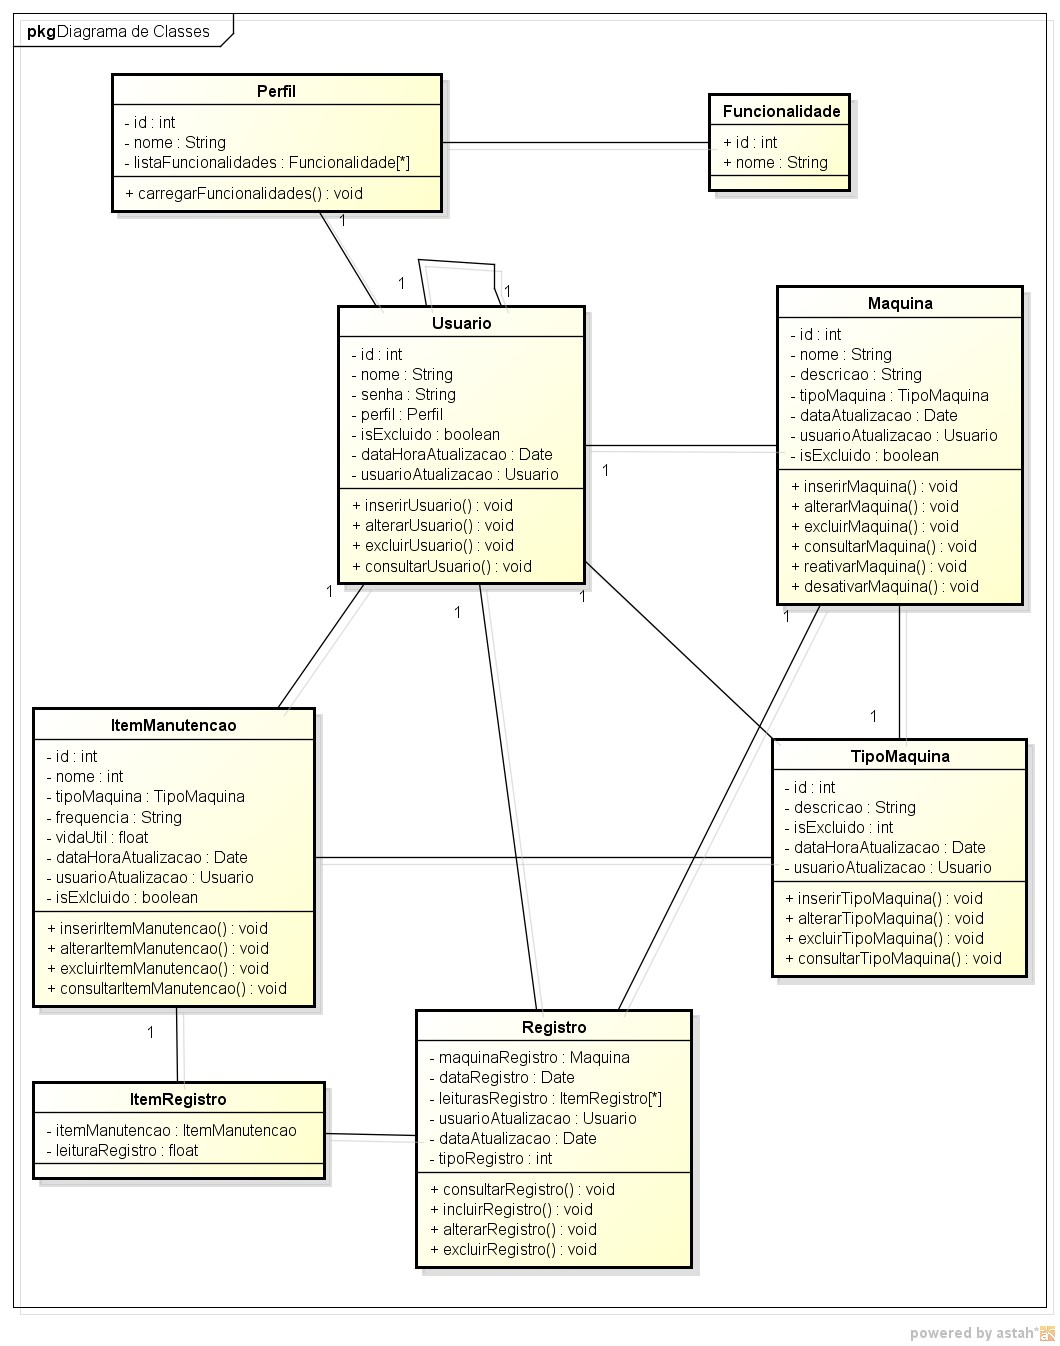 pkg Diagrama de Classes
Perfil
- id : int
- nome : String
- listaFuncionalidades : Funcionalidade[*]
+ carregarFuncionalidades() : void
Funcionalidade
+ id : int
+ nome : String
1
1
1
Usuario
- id : int
- nome : String
- senha : String
- perfil : Perfil
- isExcluido : boolean
- dataHoraAtualizacao : Date
- usuarioAtualizacao : Usuario
+ inserirUsuario() : void
+ alterarUsuario() : void
+ excluirUsuario() : void
+ consultarUsuario() : void
1
Maquina
- id : int
- nome : String
- descricao : String
- tipoMaquina : TipoMaquina
- dataAtualizacao : Date
- usuarioAtualizacao : Usuario
- isExcluido : boolean
+ inserirMaquina() : void
+ alterarMaquina() : void
+ excluirMaquina() : void
+ consultarMaquina() : void
+ reativarMaquina() : void
+ desativarMaquina() : void
1
1
1
1
1
ItemManutencao
- id : int
- nome : int
- tipoMaquina : TipoMaquina
- frequencia : String
- vidaUtil : float
- dataHoraAtualizacao : Date
- usuarioAtualizacao : Usuario
- isExlcluido : boolean
+ inserirItemManutencao() : void
+ alterarItemManutencao() : void
+ excluirItemManutencao() : void
+ consultarItemManutencao() : void
TipoMaquina
- id : int
- descricao : String
- isExcluido : int
- dataHoraAtualizacao : Date
- usuarioAtualizacao : Usuario
+ inserirTipoMaquina() : void
+ alterarTipoMaquina() : void
+ excluirTipoMaquina() : void
+ consultarTipoMaquina() : void
1
ItemRegistro
- itemManutencao : ItemManutencao
- leituraRegistro : float
Registro
- maquinaRegistro : Maquina
- dataRegistro : Date
- leiturasRegistro : ItemRegistro[*]
- usuarioAtualizacao : Usuario
- dataAtualizacao : Date
- tipoRegistro : int
+ consultarRegistro() : void
+ incluirRegistro() : void
+ alterarRegistro() : void
+ excluirRegistro() : void
powered by astah*